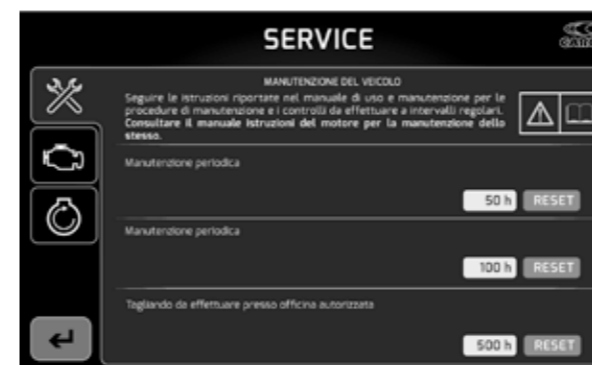 SERVICE
MANUTENZIONE DEL VEICOLO
Seguire le istruzioni riportate nel manuale di uso e manutenzione per le
procedure di manutenzione e i controlli da effettuare a intervalli regolari.
Consultare il manuale istruzioni del motore per la manutenzione dello
stesso.
Manutenzione periodica
50 h RESET
Manutenzione periodica
100 h RESET
Tagliando da effettuare presso officina autorizzata
500 h RESET